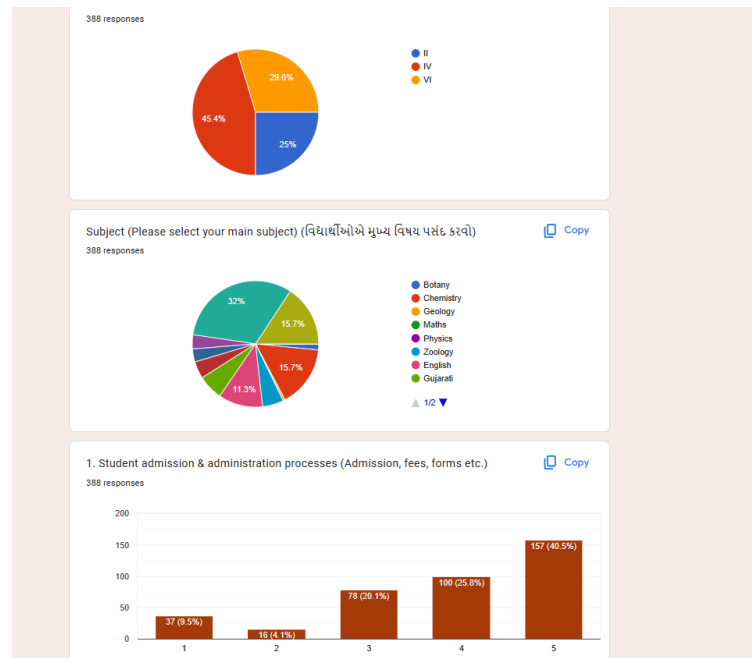 388 responses
II
IV
VI
29.6%
45.4%
25%
Subject (Please select your main subject) (વિદ્યાર્થીઓએ મુખ્ય વિષય પસંદ કરવો)
Copy
388 responses
Botany
Chemistry
Geology
Maths
Physics
Zoology
English
Gujarati
1/2
32%
15.7%
15.7%
11.3%
1. Student admission & administration processes (Admission, fees, forms etc.)
Copy
388 responses
200
150
100
50
0
37 (9.5%)
16 (4.1%)
78 (20.1%)
100 (25.8%)
157 (40.5%)
1
2
3
4
5